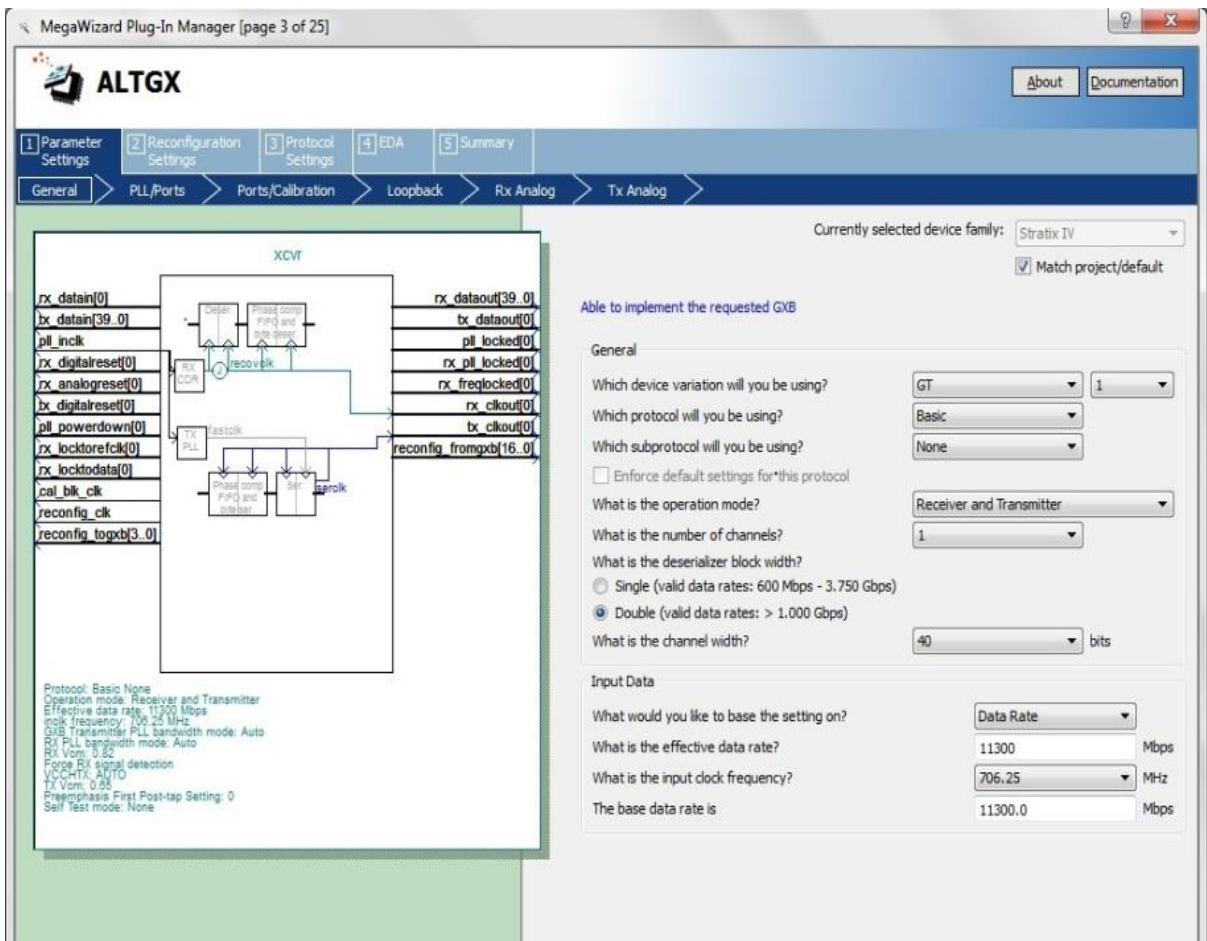 MegaWizard Plug-In Manager [page 3 of 25]
ALTGX
About
Documentation
1 Parameter Settings
2 Reconfiguration Settings
3 Protocol Settings
4 EDA
5 Summary
General
PLL/Ports
Ports/Calibration
Loopback
Rx Analog
Tx Analog
xcvr
rx_datain[0]
tx_datain[39..0]
pll_inclk
rx_digitalreset[0]
rx_analogreset[0]
tx_digitalreset[0]
pll_powerdown[0]
rx_locktorefclk[0]
rx_locktodata[0]
cal_blk_clk
reconfig_clk
reconfig_togxb[3..0]
Deser
Phase comp
FIFO and
byte deser
RX
CDR
recovclk
TX
PLL
fastclk
Phase comp
FIFO and
byte ser
Ser
serclk
rx_dataout[39..0]
tx_dataout[0]
pll_locked[0]
rx_pll_locked[0]
rx_freqlocked[0]
rx_clkout[0]
tx_clkout[0]
reconfig_fromgxb[16..0]
Protocol: Basic None
Operation mode: Receiver and Transmitter
Effective data rate: 11300 Mbps
inclk frequency: 706.25 MHz
GXB Transmitter PLL bandwidth mode: Auto
RX PLL bandwidth mode: Auto
RX Vcm: 0.82
Force RX signal detection
VCCHTX: AUTO
TX Vcm: 0.65
Preemphasis First Post-tap Setting: 0
Self Test mode: None
Currently selected device family: Stratix IV
Match project/default
Able to implement the requested GXB
General
Which device variation will you be using? GT 1
Which protocol will you be using? Basic
Which subprotocol will you be using? None
Enforce default settings for this protocol
What is the operation mode? Receiver and Transmitter
What is the number of channels? 1
What is the deserializer block width?
Single (valid data rates: 600 Mbps - 3.750 Gbps)
Double (valid data rates: > 1.000 Gbps)
What is the channel width? 40 bits
Input Data
What would you like to base the setting on? Data Rate
What is the effective data rate? 11300 Mbps
What is the input clock frequency? 706.25 MHz
The base data rate is 11300.0 Mbps